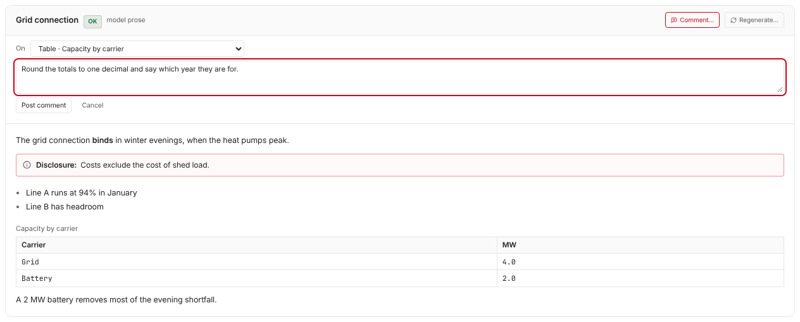 Grid connection OK model prose Comment... Regenerate...
On Table · Capacity by carrier
Round the totals to one decimal and say which year they are for.
Post comment Cancel
The grid connection binds in winter evenings, when the heat pumps peak.
Disclosure: Costs exclude the cost of shed load.
• Line A runs at 94% in January
• Line B has headroom
Capacity by carrier
Carrier MW
Grid 4.0
Battery 2.0
A 2 MW battery removes most of the evening shortfall.